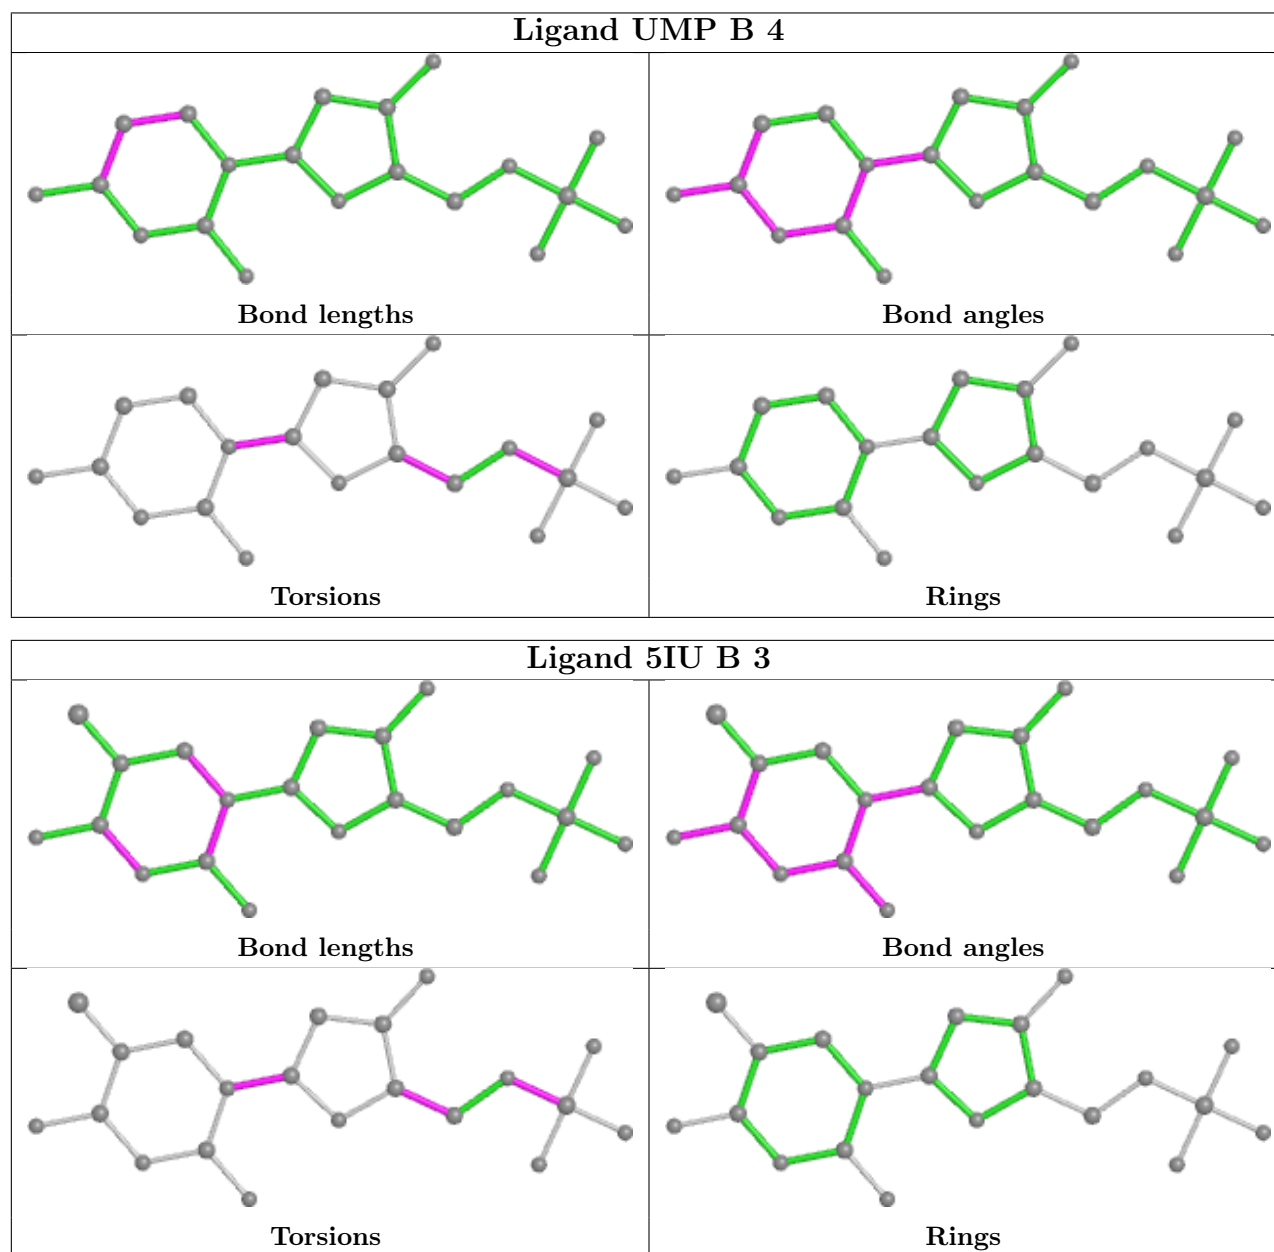 Ligand UMP B 4
Bond lengths
Bond angles
Torsions
Rings
Ligand 5IU B 3
Bond lengths
Bond angles
Torsions
Rings